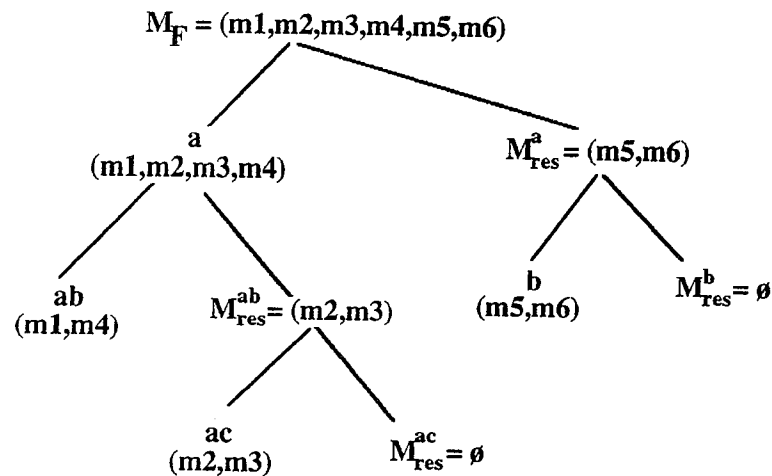 M_F = (m1,m2,m3,m4,m5,m6)
a
(m1,m2,m3,m4)
M^a_res = (m5,m6)
ab
(m1,m4)
M^ab_res = (m2,m3)
b
(m5,m6)
M^b_res = ø
ac
(m2,m3)
M^ac_res = ø